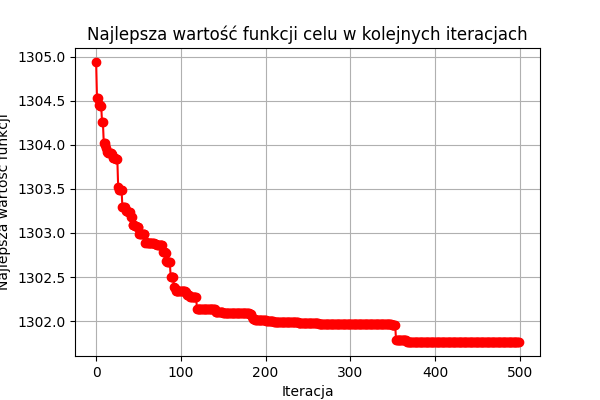 Najlepsza wartość funkcji celu w kolejnych iteracjach
1305.0
1304.5
1304.0
1303.5
1303.0
1302.5
1302.0
Najlepsza wartość funkcji
0 100 200 300 400 500
Iteracja